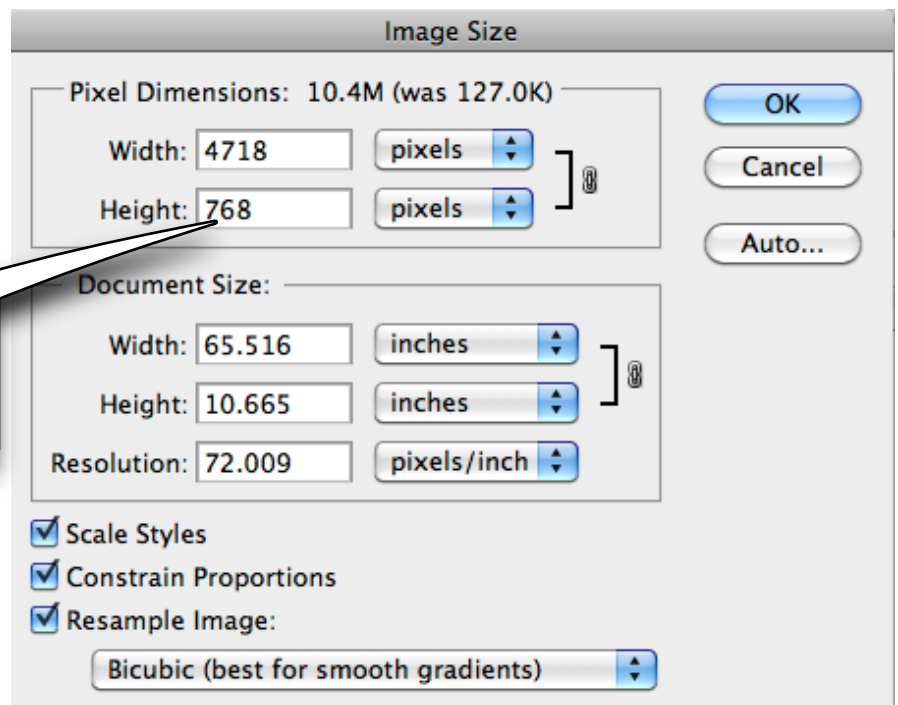 Image Size
Pixel Dimensions: 10.4M (was 127.0K)
OK
Width: 4718 pixels
Cancel
Height: 768 pixels
Auto...
Document Size:
Width: 65.516 inches
Height: 10.665 inches
Resolution: 72.009 pixels/inch
Scale Styles
Constrain Proportions
Resample Image:
Bicubic (best for smooth gradients)